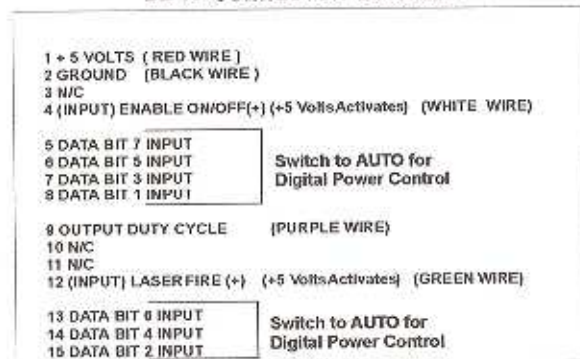 1 + 5 VOLTS ( RED WIRE )
2 GROUND (BLACK WIRE )
3 N/C
4 (INPUT) ENABLE ON/OFF(+) (+5 VoltsActivates) (WHITE WIRE)
5 DATA BIT 7 INPUT
6 DATA BIT 5 INPUT
7 DATA BIT 3 INPUT
8 DATA BIT 1 INPUT
Switch to AUTO for
Digital Power Control
9 OUTPUT DUTY CYCLE (PURPLE WIRE)
10 N/C
11 N/C
12 (INPUT) LASER FIRE (+) (+5 VoltsActivates) (GREEN WIRE)
13 DATA BIT 6 INPUT
14 DATA BIT 4 INPUT
15 DATA BIT 2 INPUT
Switch to AUTO for
Digital Power Control